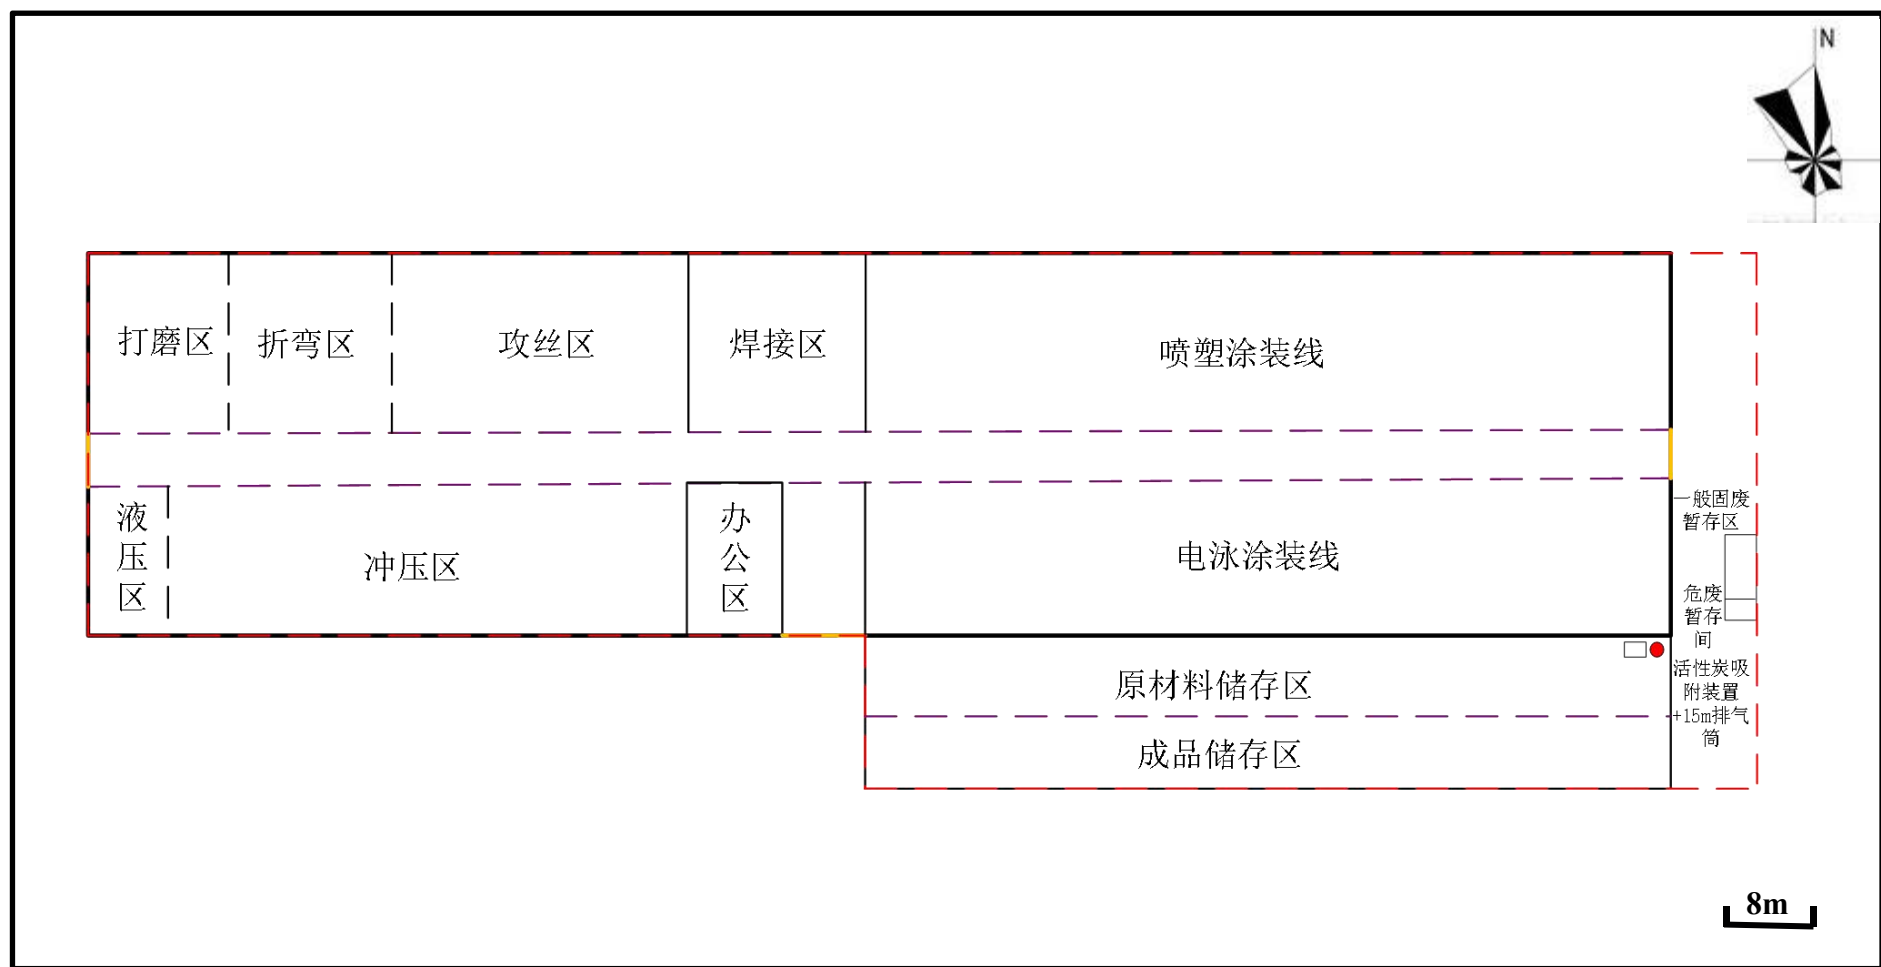 N
打磨区
折弯区
攻丝区
焊接区
喷塑涂装线
液压区
冲压区
办公区
电泳涂装线
一般固废
暂存区
危废
暂存
间
原材料储存区
成品储存区
活性炭吸
附装置
+15m排气
筒
8m